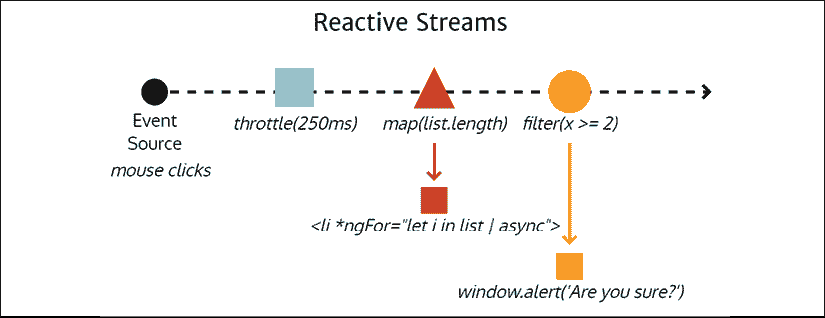 Reactive Streams
Event
Source
mouse clicks
throttle(250ms)
map(list.length)
filter(x >= 2)
<li *ngFor="let i in list | async">
window.alert('Are you sure?')